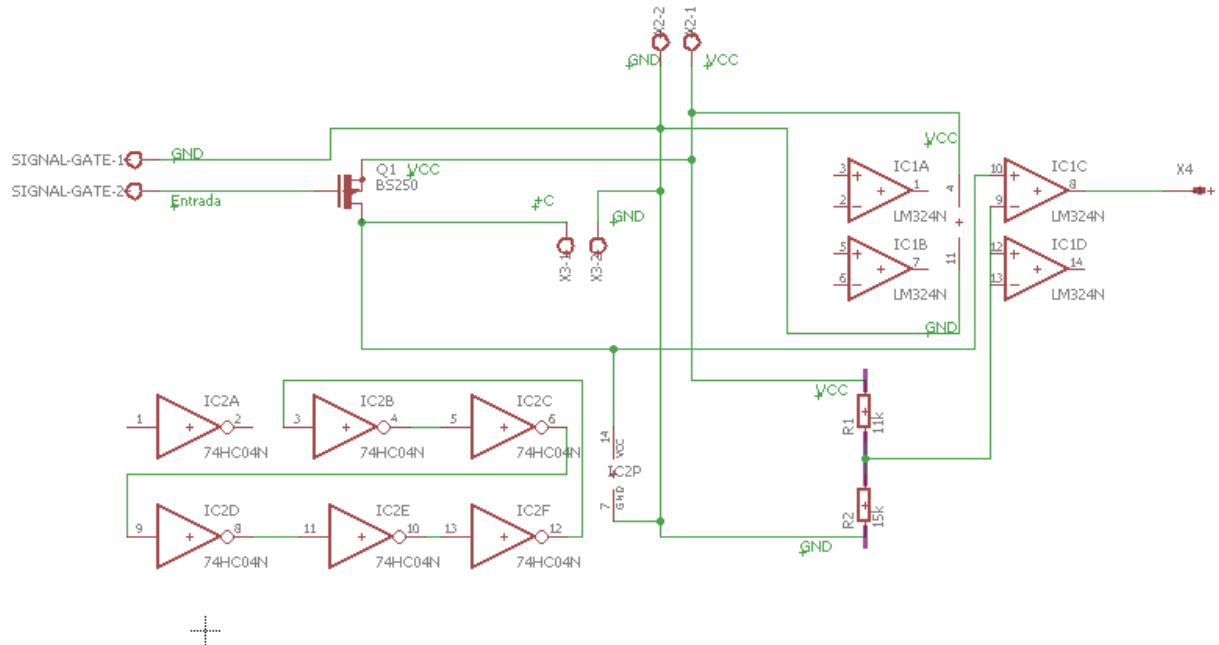 X2-2
X2-1
GND
VCC
SIGNAL-GATE-1
GND
SIGNAL-GATE-2
Entrada
Q1
VCC
BS250
+C
GND
X3-1
X3-2
VCC
IC1A
3
2
1
LM324N
4
IC1C
10
9
8
LM324N
X4
IC1B
5
6
7
LM324N
11
IC1D
12
13
14
LM324N
GND
VCC
R1
11k
R2
15k
GND
IC2A
1
2
74HC04N
IC2B
3
4
74HC04N
IC2C
5
6
74HC04N
14
VCC
IC2P
7
GND
IC2D
9
8
74HC04N
IC2E
11
10
74HC04N
IC2F
13
12
74HC04N